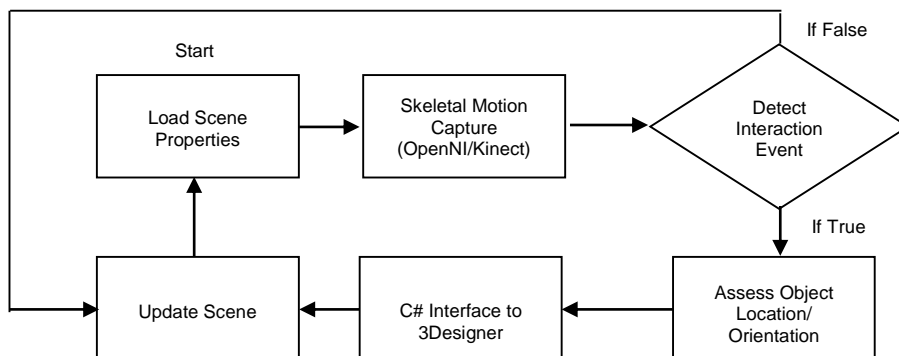 If False
Start
Load Scene
Properties
Skeletal Motion
Capture
(OpenNI/Kinect)
Detect
Interaction
Event
If True
Update Scene
C# Interface to
3Designer
Assess Object
Location/
Orientation